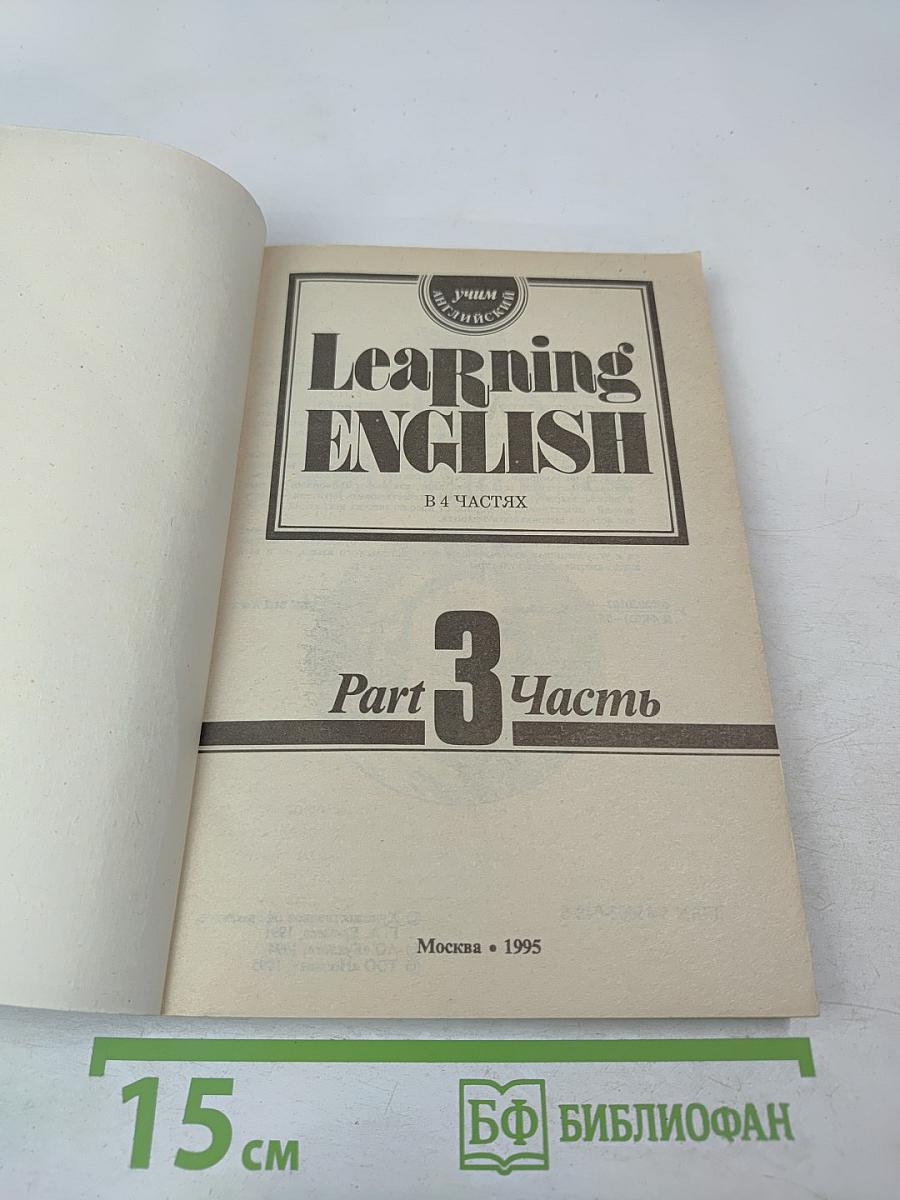 учим
АНГЛИЙСКИЙ
LeaRning
ENGLISH
В 4 ЧАСТЯХ
Part 3 Часть
Москва • 1995
15 см
БФ БИБЛИОФАН